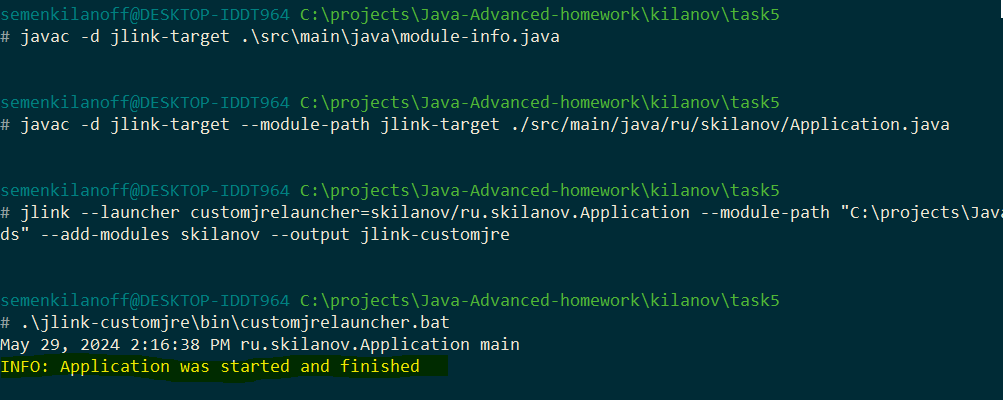 semenkilanoff@DESKTOP-IDDT964 C:\projects\Java-Advanced-homework\kilanov\task5
# javac -d jlink-target .\src\main\java\module-info.java
semenkilanoff@DESKTOP-IDDT964 C:\projects\Java-Advanced-homework\kilanov\task5
# javac -d jlink-target --module-path jlink-target ./src/main/java/ru/skilanov/Application.java
semenkilanoff@DESKTOP-IDDT964 C:\projects\Java-Advanced-homework\kilanov\task5
# jlink --launcher customjrelauncher=skilanov/ru.skilanov.Application --module-path "C:\projects\Java
ds" --add-modules skilanov --output jlink-customjre
semenkilanoff@DESKTOP-IDDT964 C:\projects\Java-Advanced-homework\kilanov\task5
# .\jlink-customjre\bin\customjrelauncher.bat
May 29, 2024 2:16:38 PM ru.skilanov.Application main
INFO: Application was started and finished